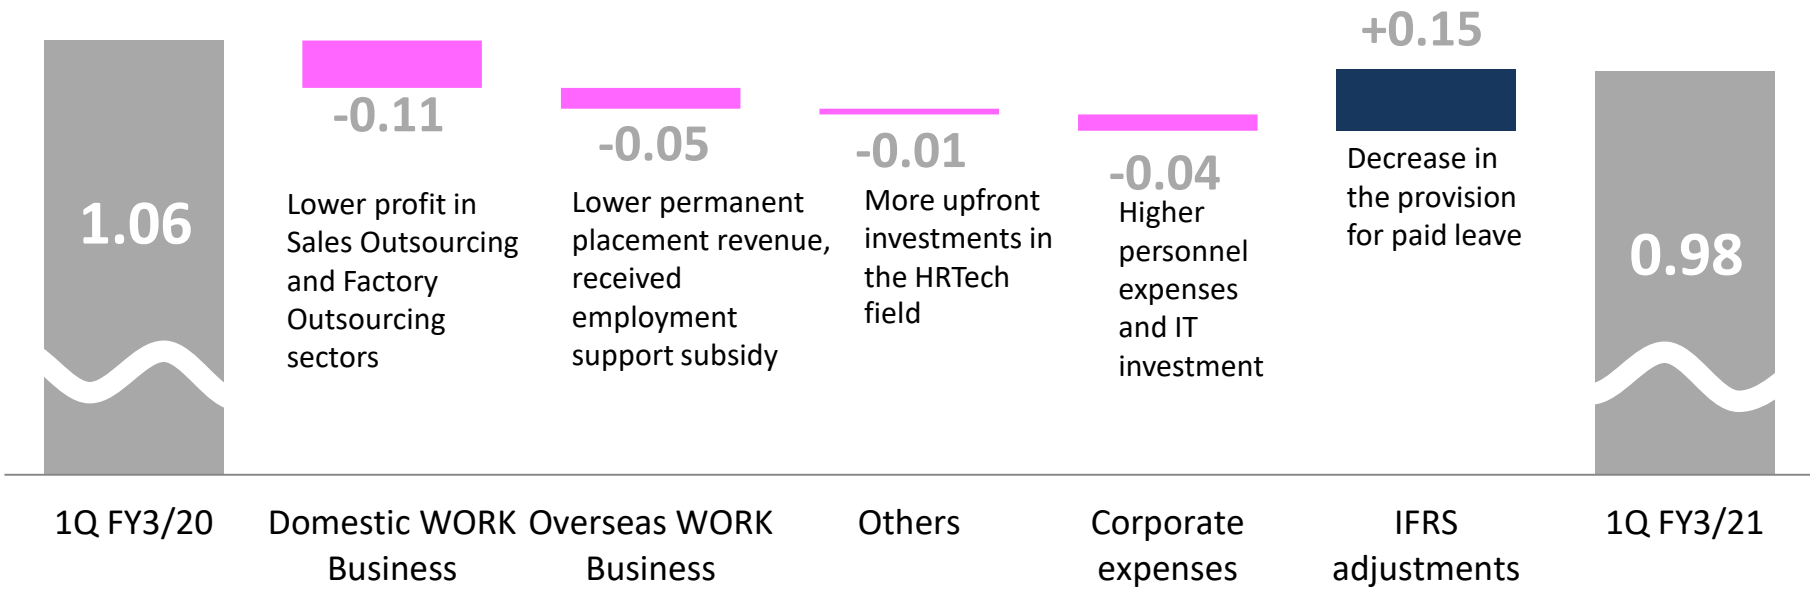 +0.15
-0.11
-0.05
-0.01
-0.04
1.06
Lower profit in
Sales Outsourcing
and Factory
Outsourcing
sectors
Lower permanent
placement revenue,
received
employment
support subsidy
More upfront
investments in
the HRTech
field
Higher
personnel
expenses
and IT
investment
Decrease in
the provision
for paid leave
0.98
1Q FY3/20
Domestic WORK
Business
Overseas WORK
Business
Others
Corporate
expenses
IFRS
adjustments
1Q FY3/21